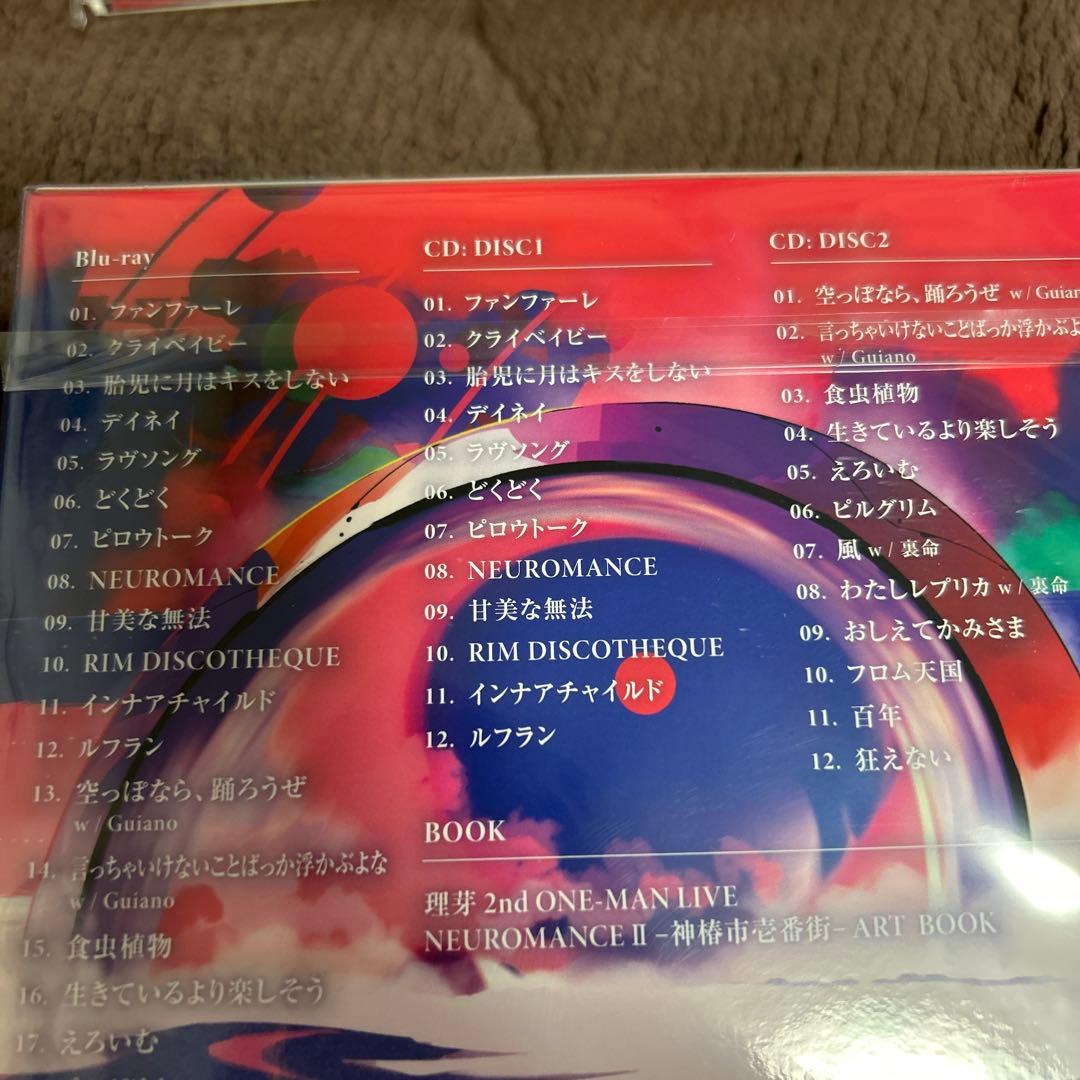 Blu-ray
01. ファンファーレ
02. クライベイビー
03. 胎児に月はキスをしない
04. デイネイ
05. ラヴソング
06. どくどく
07. ピロウトーク
08. NEUROMANCE
09. 甘美な無法
10. RIM DISCOTHEQUE
11. インナアチャイルド
12. ルフラン
13. 空っぽなら、踊ろうぜ
w / Guiano
14. 言っちゃいけないことばっか浮かぶよな
w / Guiano
15. 食虫植物
16. 生きているより楽しそう
17. えろいむ
CD: DISC1
01. ファンファーレ
02. クライベイビー
03. 胎児に月はキスをしない
04. デイネイ
05. ラヴソング
06. どくどく
07. ピロウトーク
08. NEUROMANCE
09. 甘美な無法
10. RIM DISCOTHEQUE
11. インナアチャイルド
12. ルフラン
CD: DISC2
01. 空っぽなら、踊ろうぜ w / Guian
02. 言っちゃいけないことばっか浮かぶよ
w / Guiano
03. 食虫植物
04. 生きているより楽しそう
05. えろいむ
06. ピルグリム
07. 風 w / 裏命
08. わたしレプリカ w / 裏命
09. おしえてかみさま
10. フロム天国
11. 百年
12. 狂えない
BOOK
理芽 2nd ONE-MAN LIVE
NEUROMANCE II –神椿市壱番街– ART BOOK